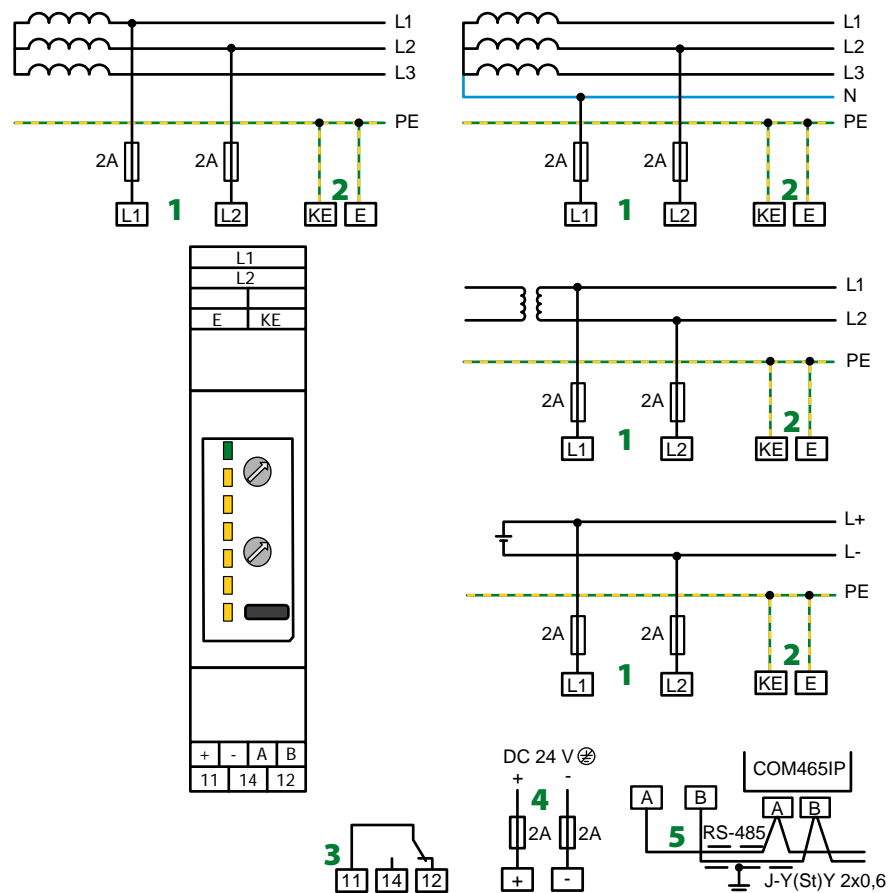 L1 L1
L2 L2
L3 L3
N
PE PE
2A 2A 2A 2A
L1 1 L2 KE 2 E L1 1 L2 KE 2 E
L1
L2
E KE
L1
L2
PE
2A 2A
L1 1 L2 KE 2 E
L+
L-
PE
2A 2A
L1 1 L2 KE 2 E
+ - A B
11 14 12
3
11 14 12
DC 24 V
+ -
4
2A 2A
+ -
COM465IP
A B A B
5 RS-485
J-Y(St)Y 2x0,6